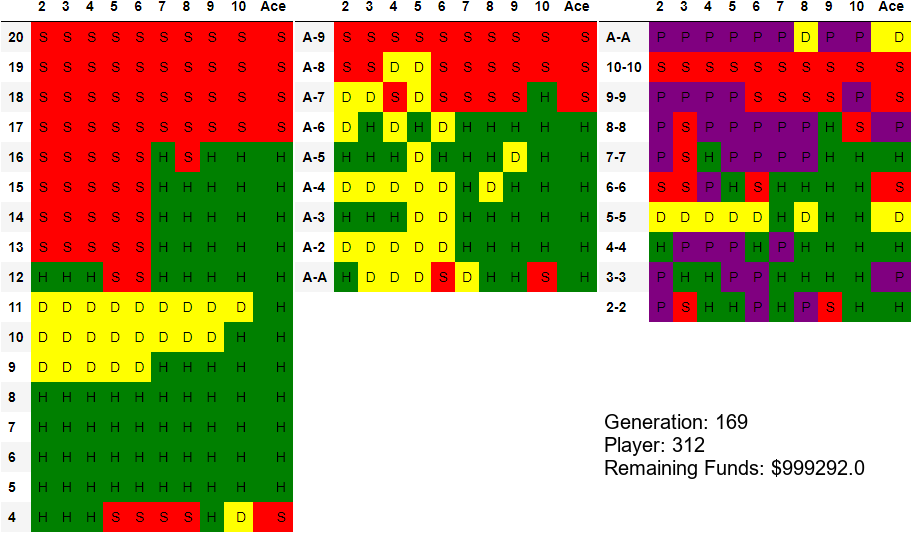 2 3 4 5 6 7 8 9 10 Ace
20 S S S S S S S S S S
19 S S S S S S S S S S
18 S S S S S S S S S S
17 S S S S S S S S S S
16 S S S S S H S H H H
15 S S S S S H H H H H
14 S S S S S H H H H H
13 S S S S S H H H H H
12 H H H S S H H H H H
11 D D D D D D D D D H
10 D D D D D D D D H H
9 D D D D D H H H H H
8 H H H H H H H H H H
7 H H H H H H H H H H
6 H H H H H H H H H H
5 H H H H H H H H H H
4 H H H S S S S H D S
2 3 4 5 6 7 8 9 10 Ace
A-9 S S S S S S S S S S
A-8 S S D D S S S S S S
A-7 D D S D S S S S H S
A-6 D H D H D H H H H H
A-5 H H H D H H H D H H
A-4 D D D D D H D H H H
A-3 H H H D D H H H H H
A-2 D D D D D H H H H H
A-A H D D D S D H H S H
2 3 4 5 6 7 8 9 10 Ace
A-A P P P P P P D P P D
10-10 S S S S S S S S S S
9-9 P P P P S S S S P S
8-8 P S P P P P P H S P
7-7 P S H P P P P H H H
6-6 S S P H S H H H H S
5-5 D D D D D H D H H D
4-4 H P P P H P H H H H
3-3 P H H P P H H H H P
2-2 P S H H P H P S H H
Generation: 169
Player: 312
Remaining Funds: $999292.0